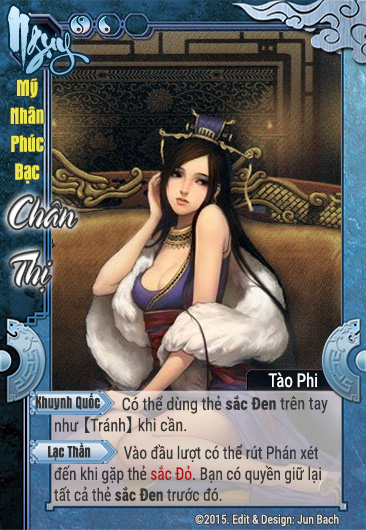 Ngụy
Mỹ
Nhân
Phúc
Bạc
Chân
Thị
Tào Phi
Khuynh Quốc Có thể dùng thẻ sắc Đen trên tay
như【Tránh】khi cần.
Lạc Thần Vào đầu lượt có thể rút Phán xét
đến khi gặp thẻ sắc Đỏ. Bạn có quyền giữ lại
tất cả thẻ sắc Đen trước đó.
©2015. Edit & Design: Jun Bach